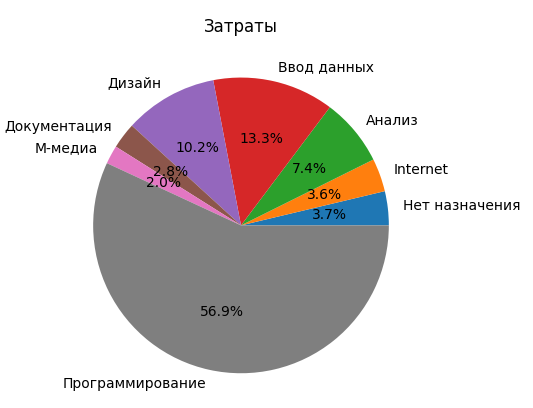 Затраты
Ввод данных
Дизайн
Анализ
Документация
М-медиа
Internet
Нет назначения
Программирование
13.3%
10.2%
7.4%
2.8%
2.0%
3.6%
3.7%
56.9%